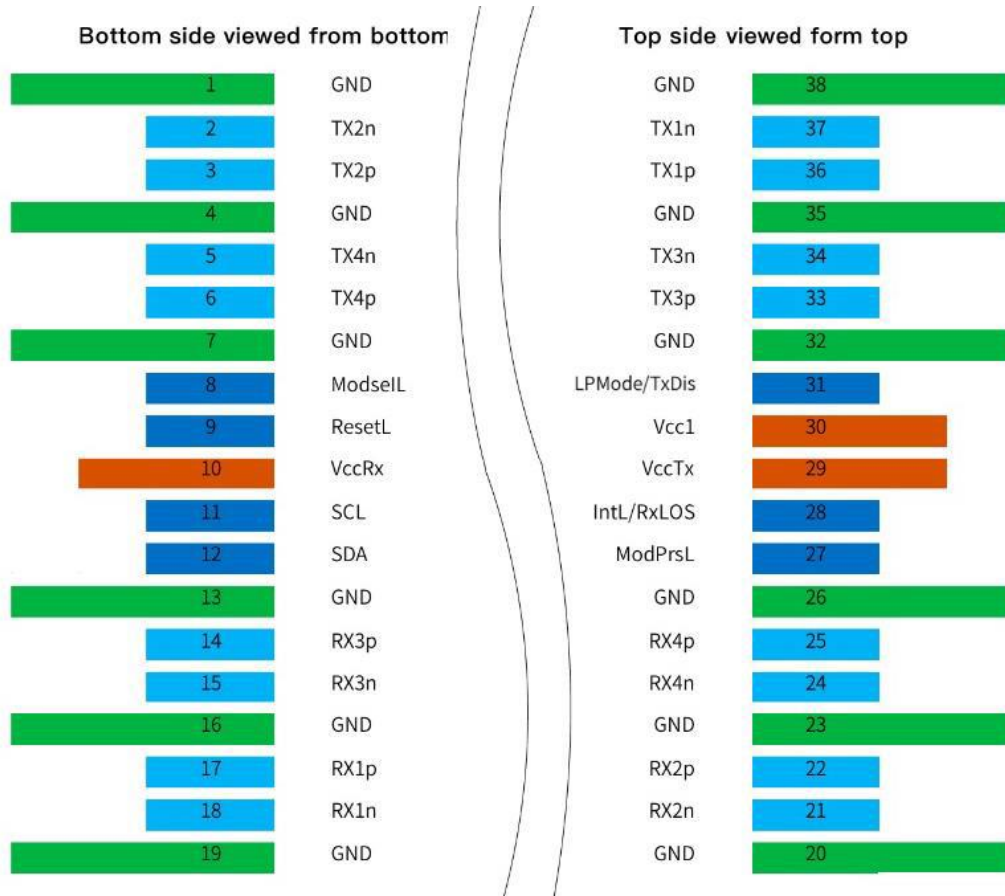 Bottom side viewed from bottom
1 GND
2 TX2n
3 TX2p
4 GND
5 TX4n
6 TX4p
7 GND
8 ModselL
9 ResetL
10 VccRx
11 SCL
12 SDA
13 GND
14 RX3p
15 RX3n
16 GND
17 RX1p
18 RX1n
19 GND
Top side viewed form top
GND 38
TX1n 37
TX1p 36
GND 35
TX3n 34
TX3p 33
GND 32
LPMode/TxDis 31
Vcc1 30
VccTx 29
IntL/RxLOS 28
ModPrsL 27
GND 26
RX4p 25
RX4n 24
GND 23
RX2p 22
RX2n 21
GND 20